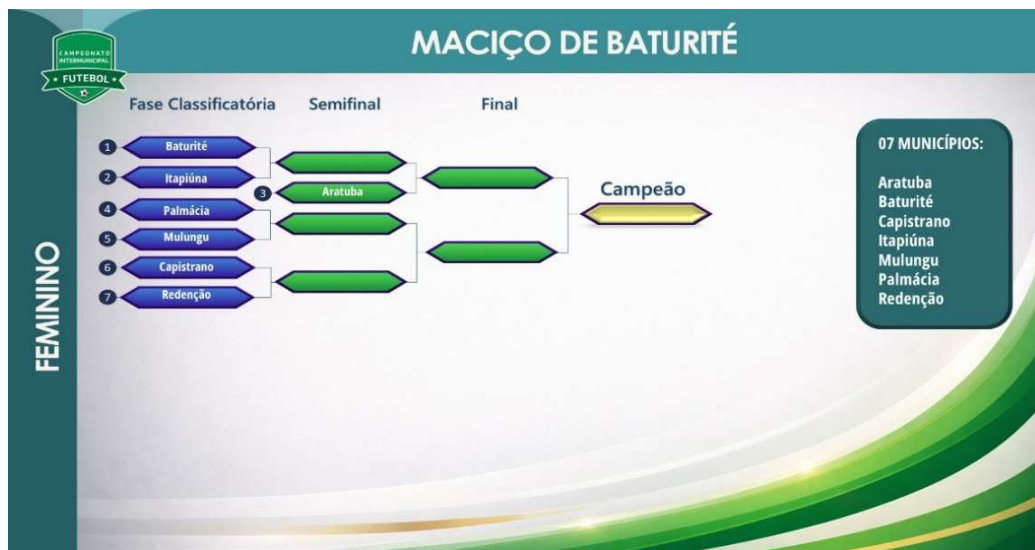 MACIÇO DE BATURITÉ
CAMPEONATO
INTERMUNICIPAL
FUTEBOL
FEMININO
Fase Classificatória
Semifinal
Final
1 Baturité
2 Itapiúna
3 Aratuba
4 Palmácia
5 Mulungu
6 Capistrano
7 Redenção
Campeão
07 MUNICÍPIOS:
Aratuba
Baturité
Capistrano
Itapiúna
Mulungu
Palmácia
Redenção